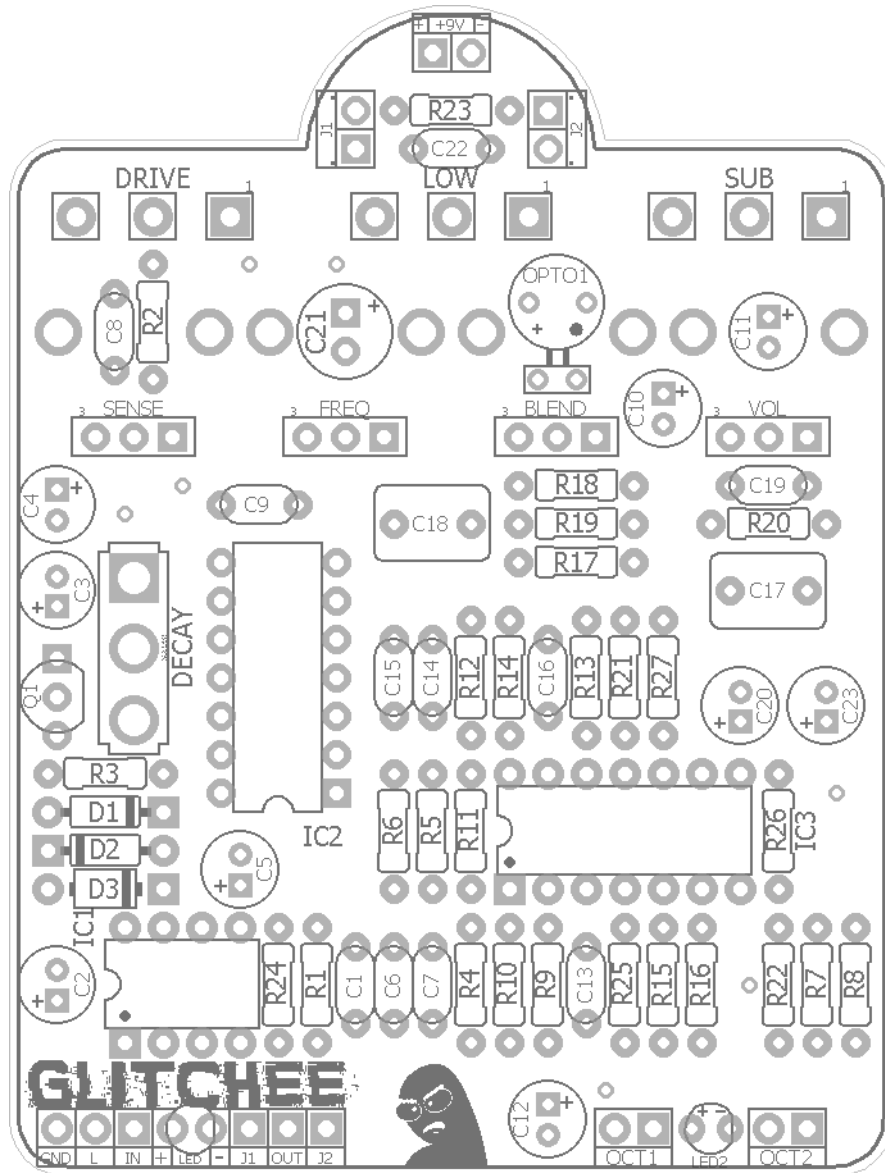 + +9V -
J1 R23 J2
C22
DRIVE LOW SUB
1 1 1
OPTO1
C8 R2 C21 + + C11 +
SENSE FREQ BLEND C10 + VOL
3 3 3 3
C4 + C9 C18 R18 C19
R19 R20
R17
C3 + C17
DECAY
Q1 C15 C14 R12 R14 C16 R13 R21 R27 C20 + C23 +
R3
D1 R6 R5 R11 R26 IC3
IC2
D2
C5 +
D3
IC1
C2 + R24 R1 C1 C6 C7 R4 R10 R9 C13 R25 R15 R16 R22 R7 R8
GLITCHEE
C12 + + -
GND L IN + LED - J1 OUT J2 OCT1 LED2 OCT2